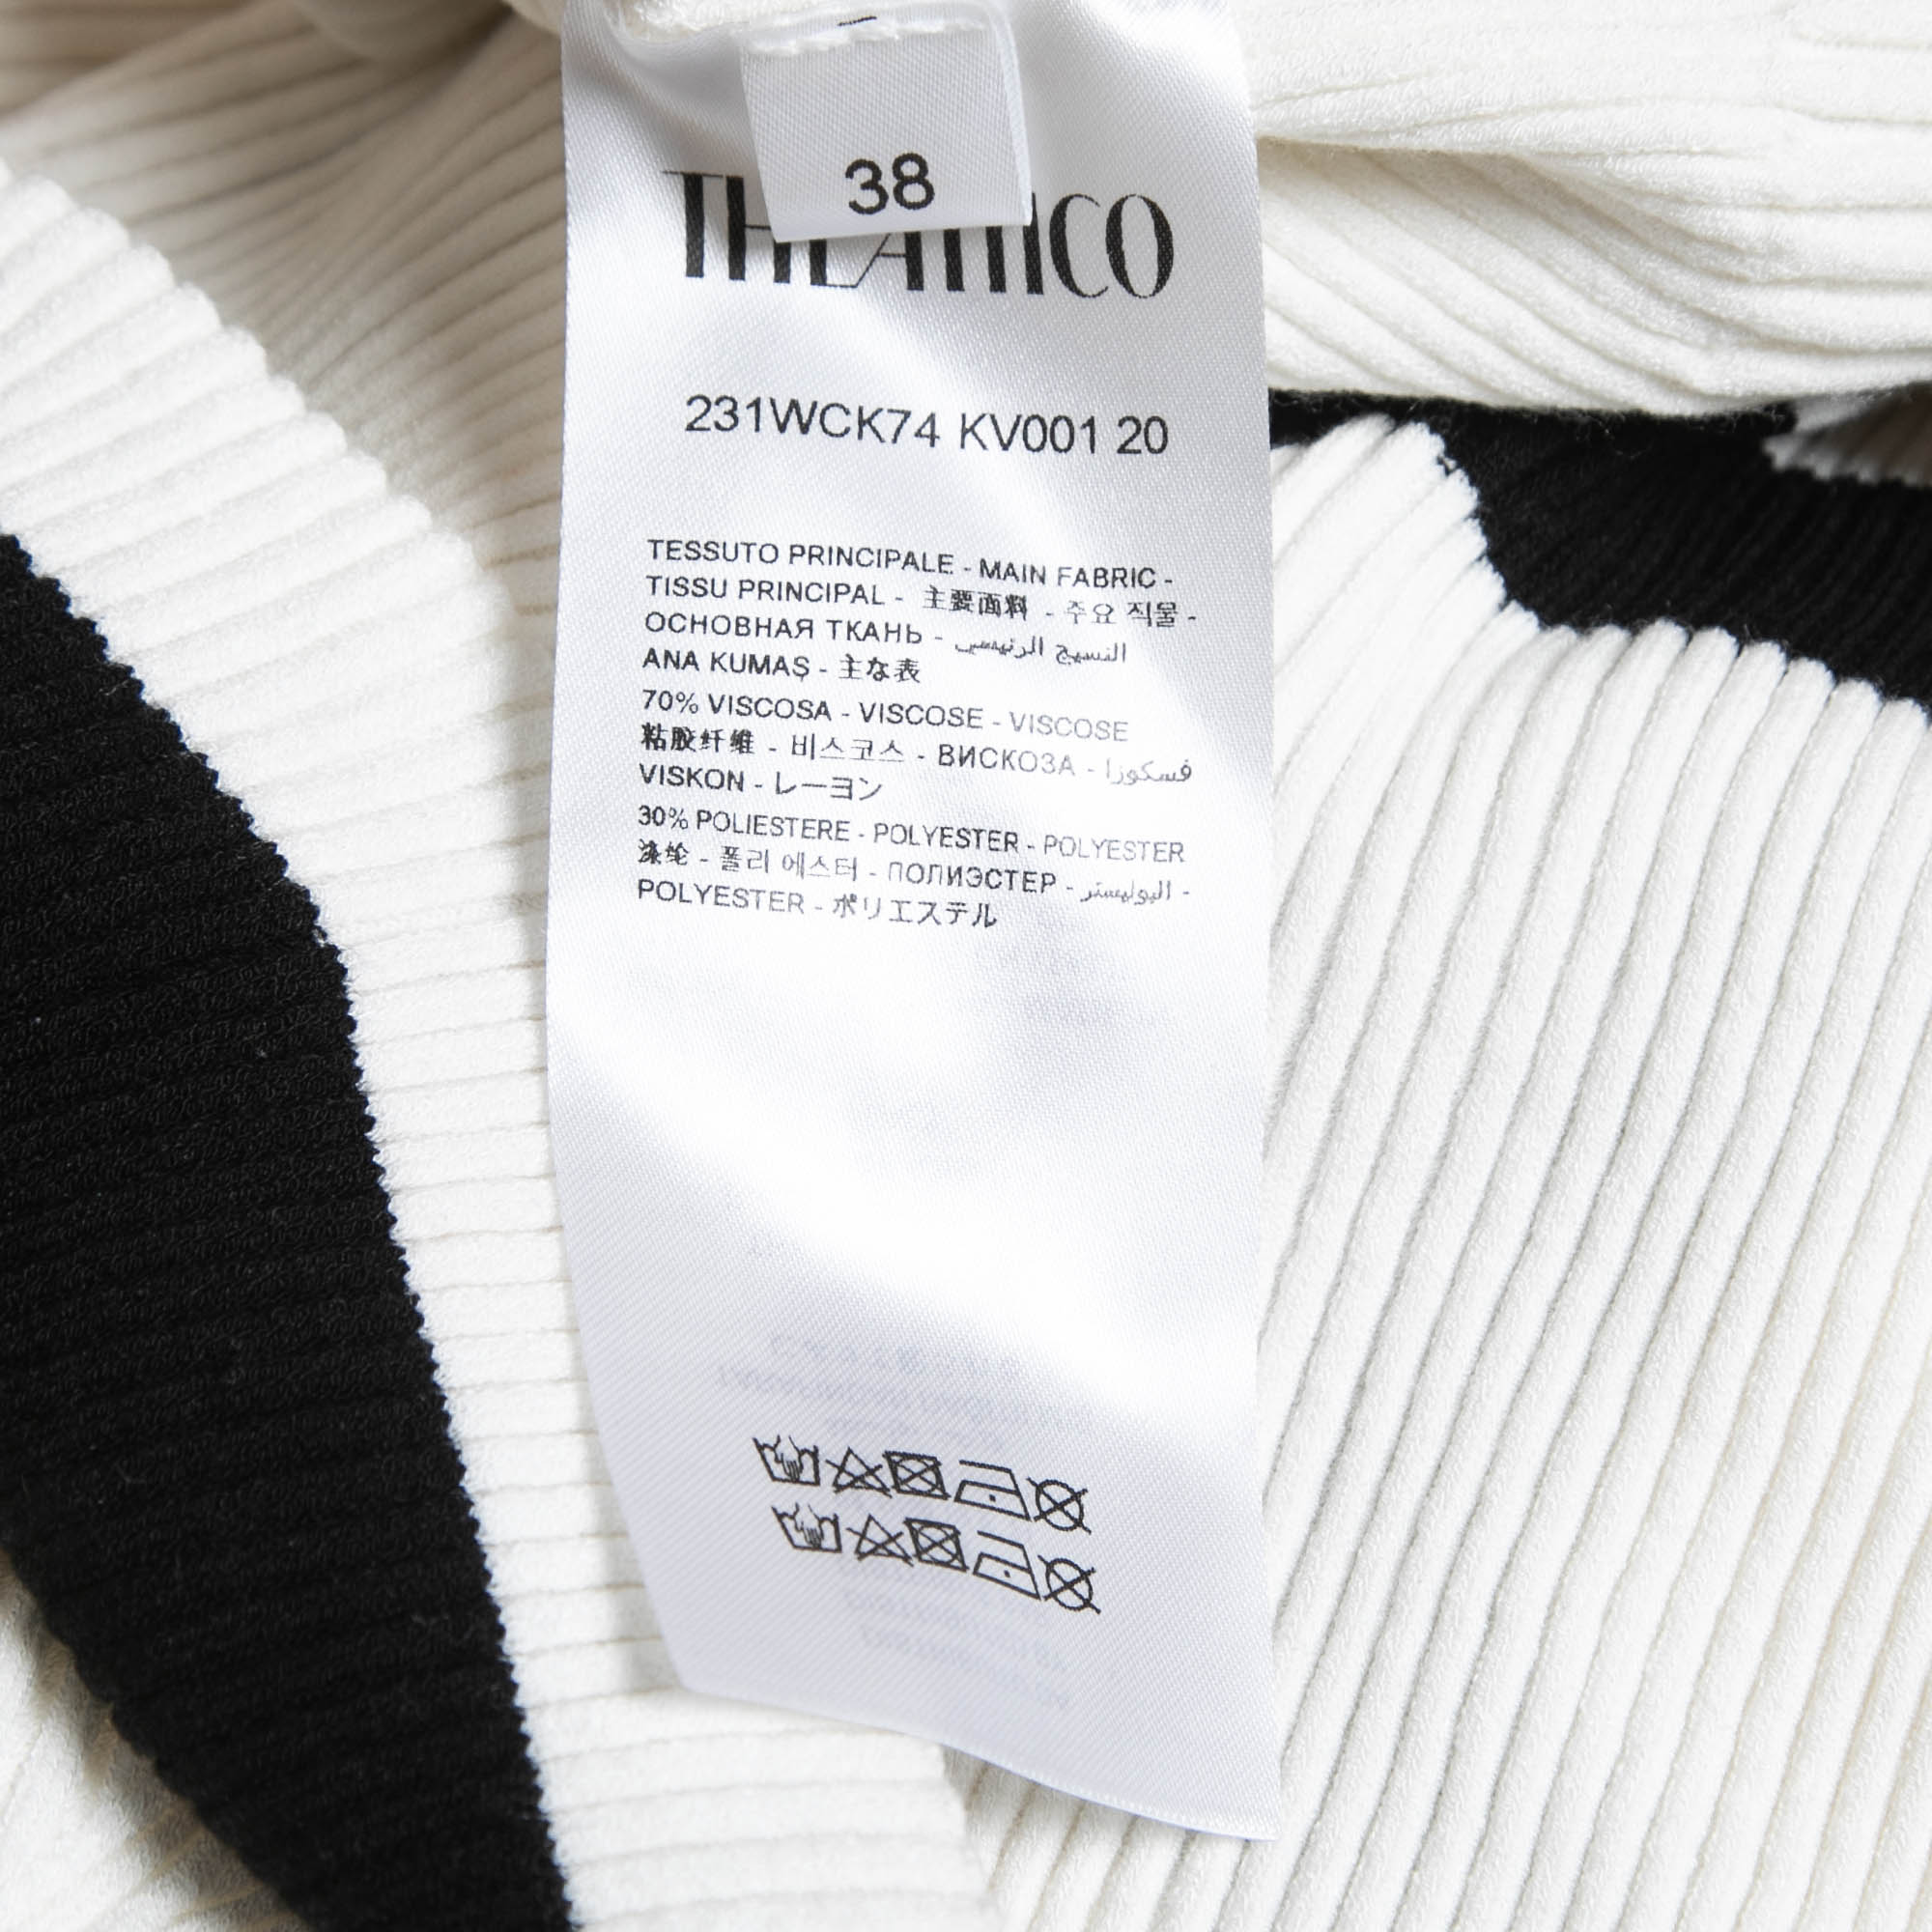 38
THE ATTICO
231WCK74 KV001 20
TESSUTO PRINCIPALE - MAIN FABRIC -
TISSU PRINCIPAL - 主要面料 - 주요 직물 -
ОСНОВНАЯ ТКАНЬ - النسيج الرئيسي
ANA KUMAŞ - 主な表
70% VISCOSA - VISCOSE - VISCOSE
粘胶纤维 - 비스코스 - ВИСКОЗА - فسكوزا
VISKON - レーヨン
30% POLIESTERE - POLYESTER - POLYESTER
涤纶 - 폴리 에스터 - ПОЛИЭСТЕР - البوليستر -
POLYESTER - ポリエステル